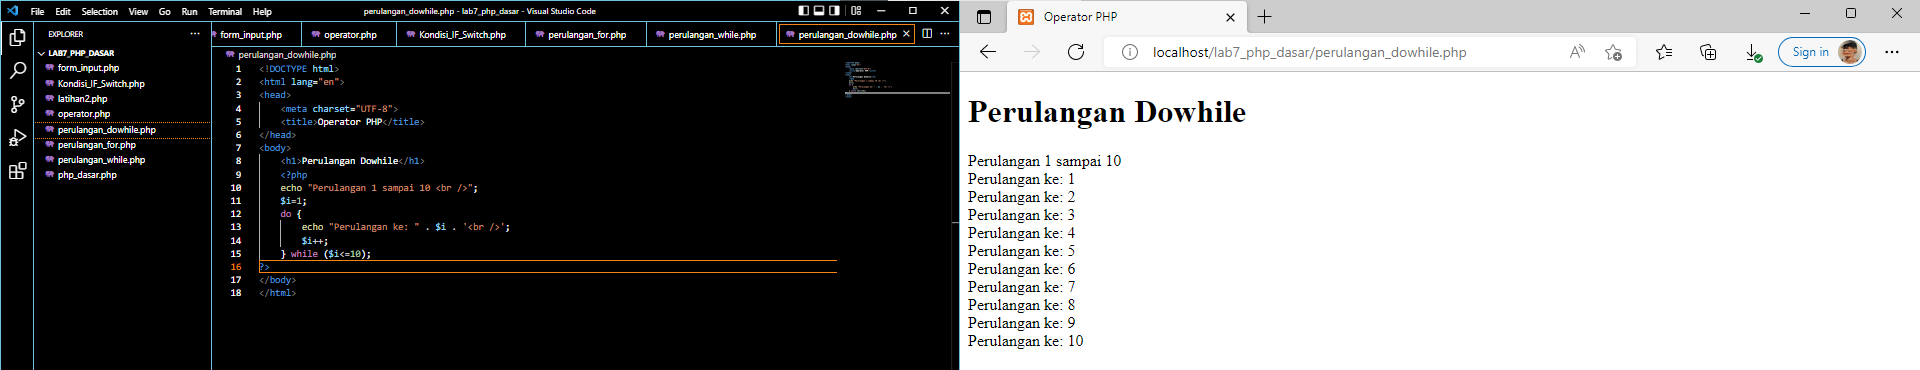 File Edit Selection View Go Run Terminal Help
perulangan_dowhile.php - lab7_php_dasar - Visual Studio Code
EXPLORER ···
LAB7_PHP_DASAR
form_input.php
Kondisi_IF_Switch.php
latihan2.php
operator.php
perulangan_dowhile.php
perulangan_for.php
perulangan_while.php
php_dasar.php
form_input.php operator.php Kondisi_IF_Switch.php perulangan_for.php perulangan_while.php perulangan_dowhile.php
perulangan_dowhile.php
1 <!DOCTYPE html>
2 <html lang="en">
3 <head>
4 <meta charset="UTF-8">
5 <title>Operator PHP</title>
6 </head>
7 <body>
8 <h1>Perulangan Dowhile</h1>
9 <?php
10 echo "Perulangan 1 sampai 10 <br />";
11 $i=1;
12 do {
13 echo "Perulangan ke: " . $i . '<br />';
14 $i++;
15 } while ($i<=10);
16 ?>
17 </body>
18 </html>
Operator PHP
localhost/lab7_php_dasar/perulangan_dowhile.php
Sign in
Perulangan Dowhile
Perulangan 1 sampai 10
Perulangan ke: 1
Perulangan ke: 2
Perulangan ke: 3
Perulangan ke: 4
Perulangan ke: 5
Perulangan ke: 6
Perulangan ke: 7
Perulangan ke: 8
Perulangan ke: 9
Perulangan ke: 10